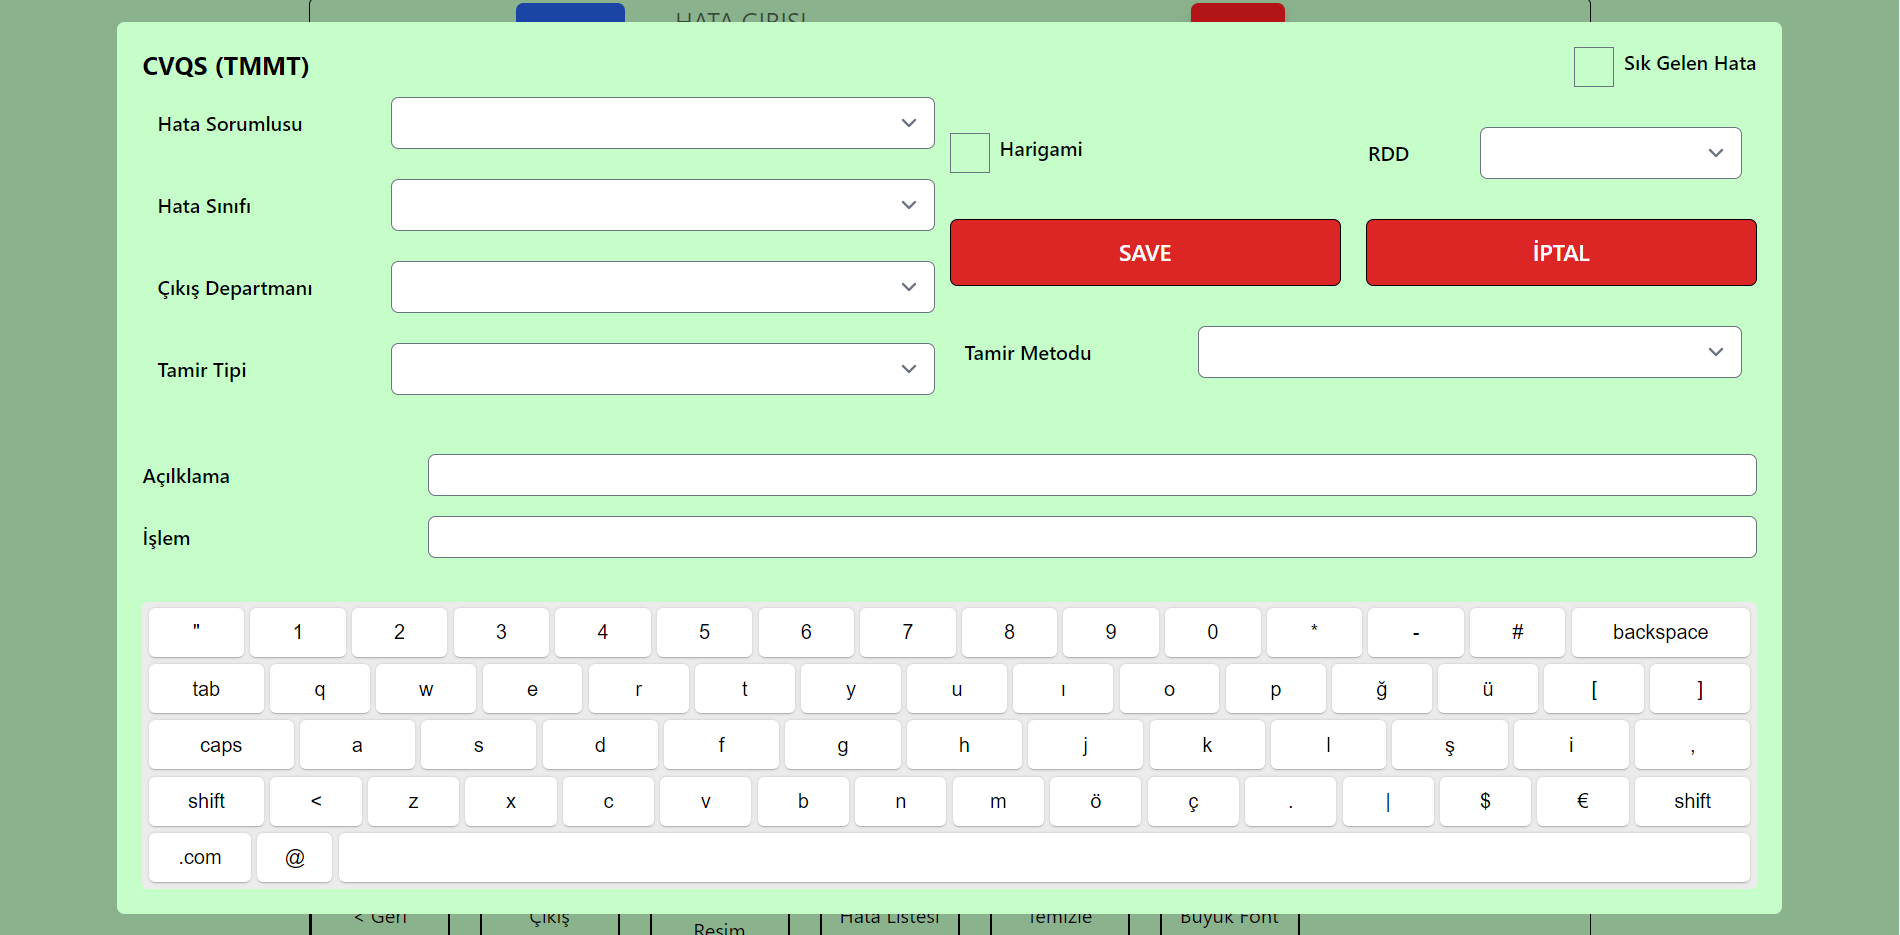 HATA GIRISI
CVQS (TMMT)
Sık Gelen Hata
Hata Sorumlusu
Harigami
RDD
Hata Sınıfı
SAVE
İPTAL
Çıkış Departmanı
Tamir Tipi
Tamir Metodu
Açılklama
İşlem
" 1 2 3 4 5 6 7 8 9 0 * - # backspace
tab q w e r t y u ı o p ğ ü [ ]
caps a s d f g h j k l ş i ,
shift < z x c v b n m ö ç . | $ € shift
.com @
< Geri
Çıkış
Resim
Hata Listesi
Temizle
Büyük Font